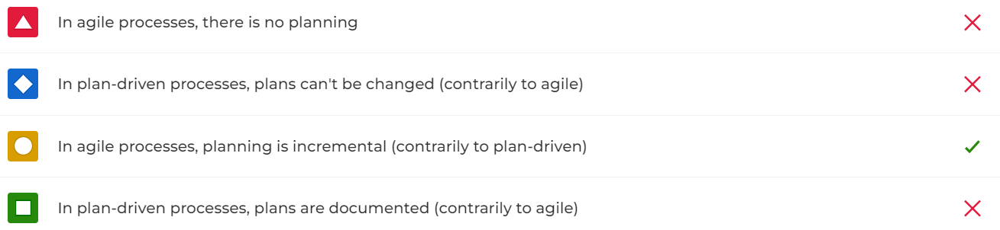 In agile processes, there is no planning
In plan-driven processes, plans can't be changed (contrarily to agile)
In agile processes, planning is incremental (contrarily to plan-driven)
In plan-driven processes, plans are documented (contrarily to agile)